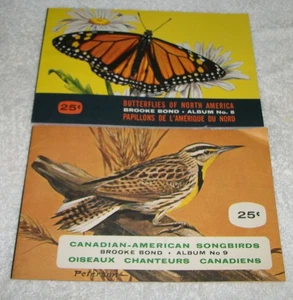 25¢
BUTTERFLIES OF NORTH AMERICA
BROOKE BOND • ALBUM No. 8
PAPILLONS DE L'AMÉRIQUE DU NORD
25¢
CANADIAN-AMERICAN SONGBIRDS
BROOKE BOND • ALBUM No 9
OISEAUX CHANTEURS CANADIENS
Peterson